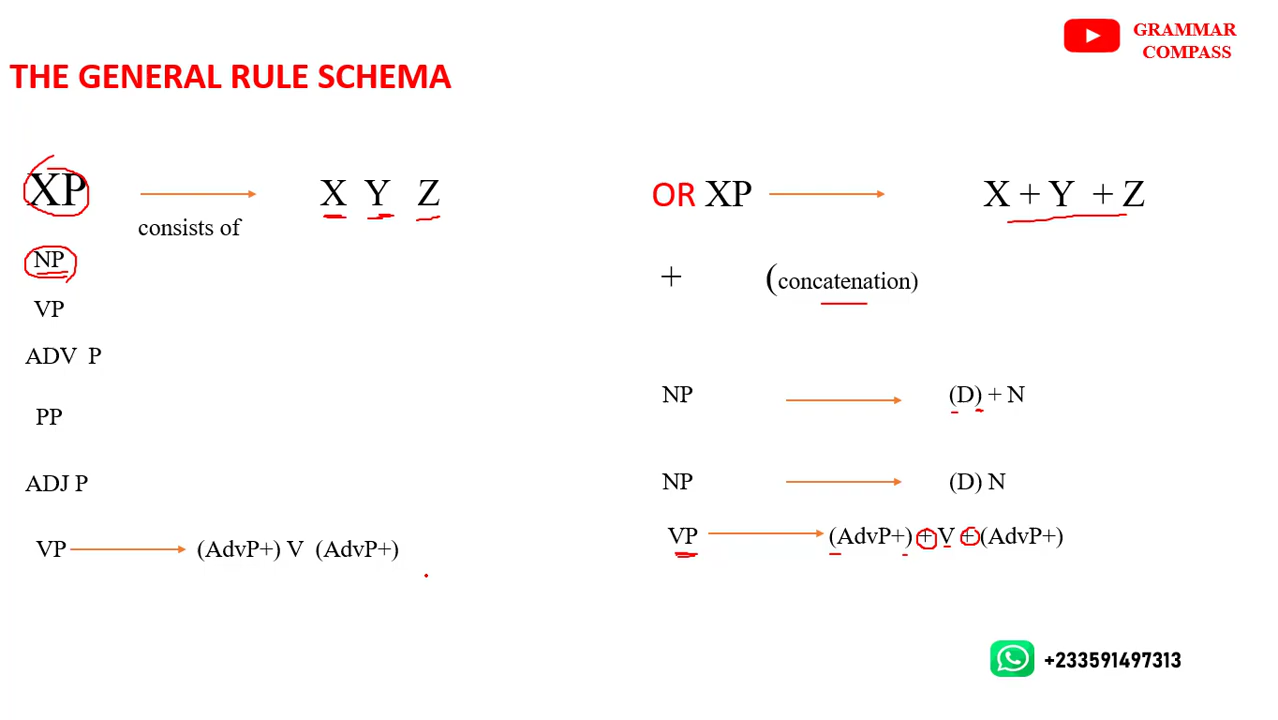 GRAMMAR
COMPASS
THE GENERAL RULE SCHEMA
XP X Y Z
consists of
NP
VP
ADV P
PP
ADJ P
VP (AdvP+) V (AdvP+)
OR XP X + Y + Z
+ (concatenation)
NP (D) + N
NP (D) N
VP (AdvP+) + V + (AdvP+)
+233591497313